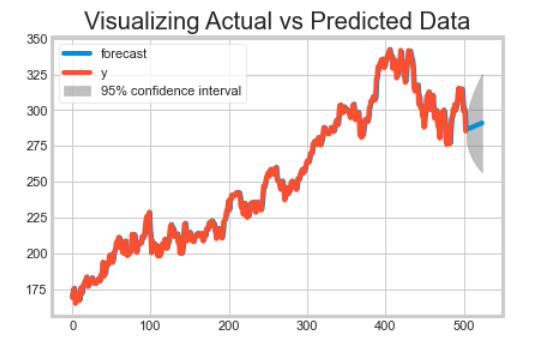 Visualizing Actual vs Predicted Data
350
forecast
y
95% confidence interval
325
300
275
250
225
200
175
0 100 200 300 400 500